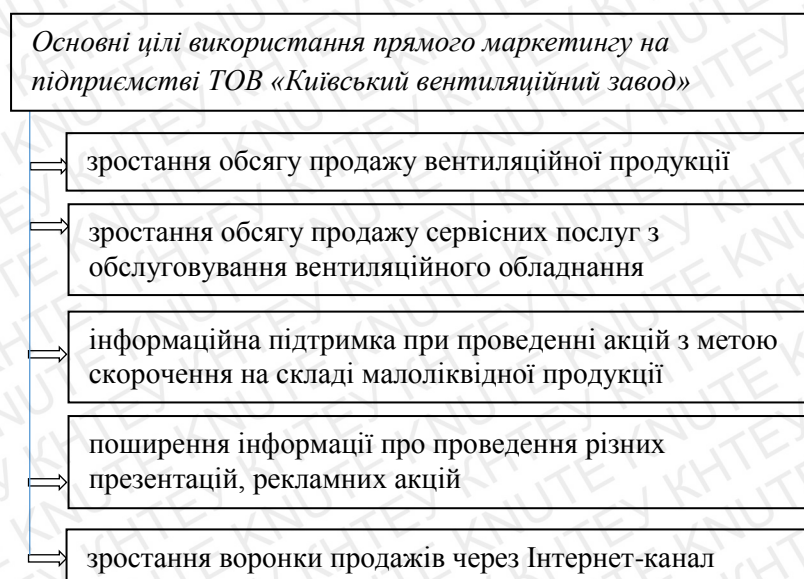 Основні цілі використання прямого маркетингу на
підприємстві ТОВ «Київський вентиляційний завод»
зростання обсягу продажу вентиляційної продукції
зростання обсягу продажу сервісних послуг з
обслуговування вентиляційного обладнання
інформаційна підтримка при проведенні акцій з метою
скорочення на складі малоліквідної продукції
поширення інформації про проведення різних
презентацій, рекламних акцій
зростання воронки продажів через Інтернет-канал